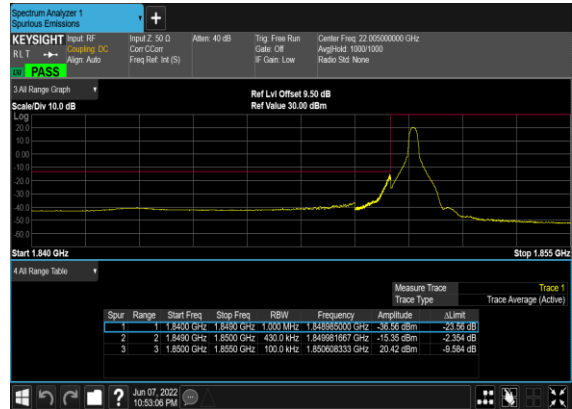 Spectrum Analyzer 1
Spurious Emissions
KEYSIGHT Input: RF Input Z: 50 Ω Atten: 40 dB Trig: Free Run Center Freq: 22.005000000 GHz
RLT Coupling: DC Corr CCorr Gate: Off Avg|Hold: 1000/1000
Align: Auto Freq Ref: Int (S) IF Gain: Low Radio Std: None
PASS
3 All Range Graph Ref Lvl Offset 9.50 dB
Scale/Div 10.0 dB Ref Value 30.00 dBm
Log
20.0
10.0
0.00
-10.0
-20.0
-30.0
-40.0
-50.0
-60.0
Start 1.840 GHz Stop 1.855 GHz
4 All Range Table
Measure Trace Trace 1
Trace Type Trace Average (Active)
Spur Range Start Freq Stop Freq RBW Frequency Amplitude ΔLimit
1 1 1.8400 GHz 1.8490 GHz 1.000 MHz 1.848985000 GHz -36.56 dBm -23.56 dB
2 2 1.8490 GHz 1.8500 GHz 430.0 kHz 1.849981667 GHz -15.35 dBm -2.354 dB
3 3 1.8500 GHz 1.8550 GHz 100.0 kHz 1.850608333 GHz 20.42 dBm -9.584 dB
? Jun 07, 2022
10:53:06 PM